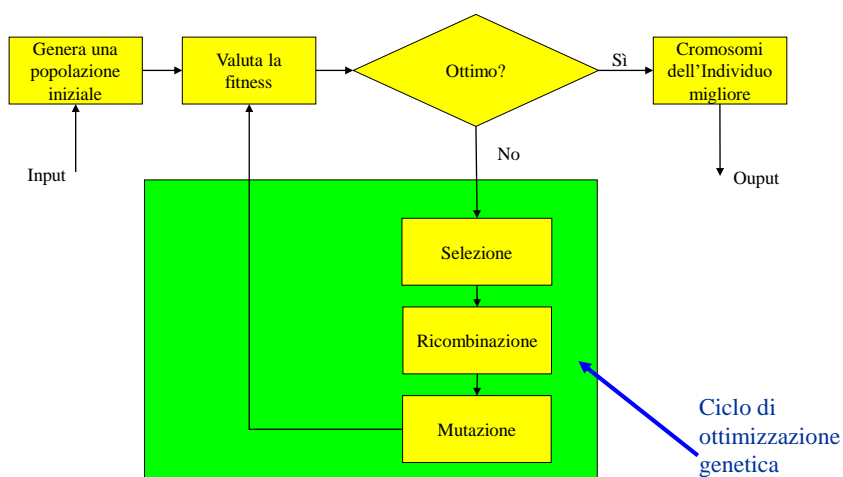 Genera una
popolazione
iniziale
Valuta la
fitness
Ottimo?
Sì
Cromosomi
dell'Individuo
migliore
No
Input
Ouput
Selezione
Ricombinazione
Mutazione
Ciclo di
ottimizzazione
genetica